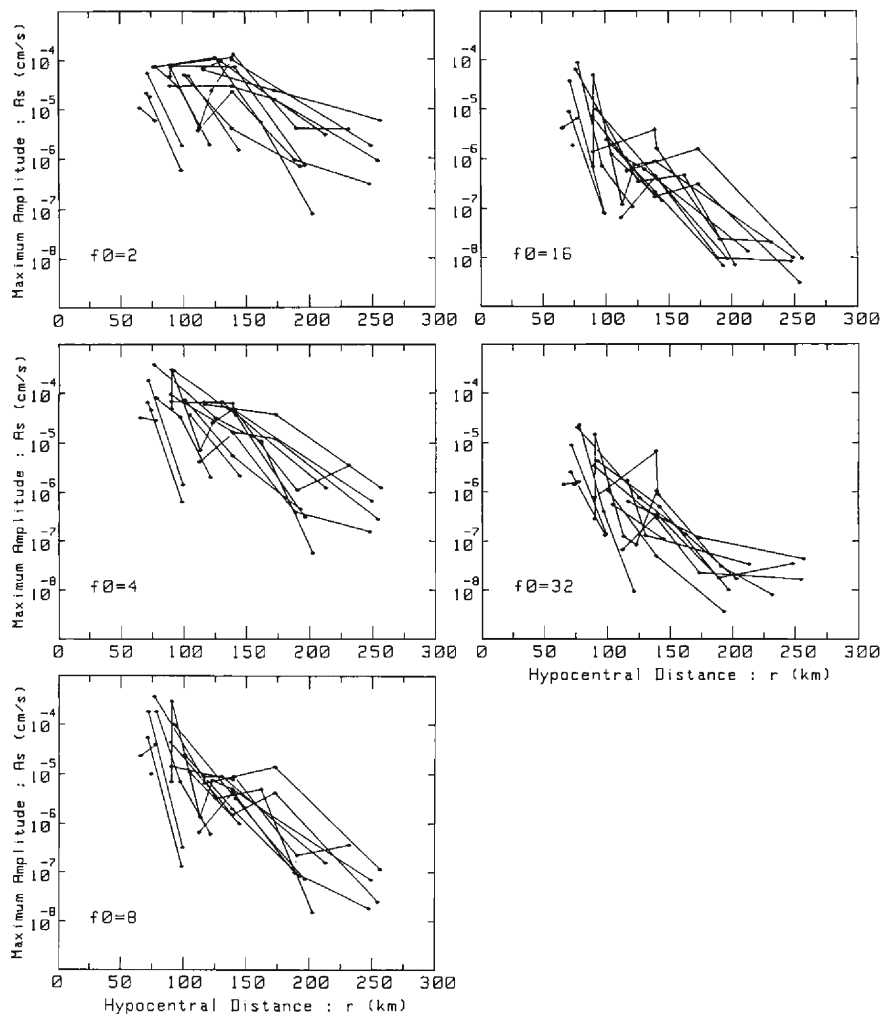 Maximum Amplitude : As (cm/s)
10⁻⁴
10⁻⁵
10⁻⁶
10⁻⁷
10⁻⁸
f0=2
0 50 100 150 200 250 300
10⁻⁴
10⁻⁵
10⁻⁶
10⁻⁷
10⁻⁸
f0=16
0 50 100 150 200 250 300
Maximum Amplitude : As (cm/s)
10⁻⁴
10⁻⁵
10⁻⁶
10⁻⁷
10⁻⁸
f0=4
0 50 100 150 200 250 300
10⁻⁴
10⁻⁵
10⁻⁶
10⁻⁷
10⁻⁸
f0=32
0 50 100 150 200 250 300
Hypocentral Distance : r (km)
Maximum Amplitude : As (cm/s)
10⁻⁴
10⁻⁵
10⁻⁶
10⁻⁷
10⁻⁸
f0=8
0 50 100 150 200 250 300
Hypocentral Distance : r (km)